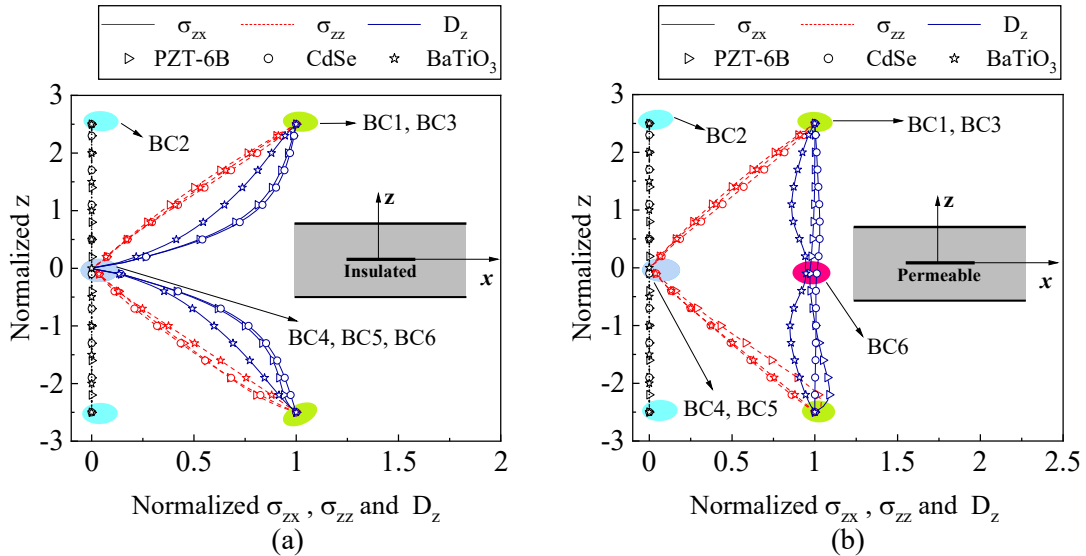 σzx σzz Dz
PZT-6B CdSe BaTiO3
3
2
1
0
-1
-2
-3
Normalized z
BC2
BC1, BC3
z
Insulated
x
BC4, BC5, BC6
0 0.5 1 1.5 2
Normalized σzx , σzz and Dz
(a)
σzx σzz Dz
PZT-6B CdSe BaTiO3
3
2
1
0
-1
-2
-3
Normalized z
BC2
BC1, BC3
z
Permeable
x
BC6
BC4, BC5
0 0.5 1 1.5 2 2.5
Normalized σzx , σzz and Dz
(b)